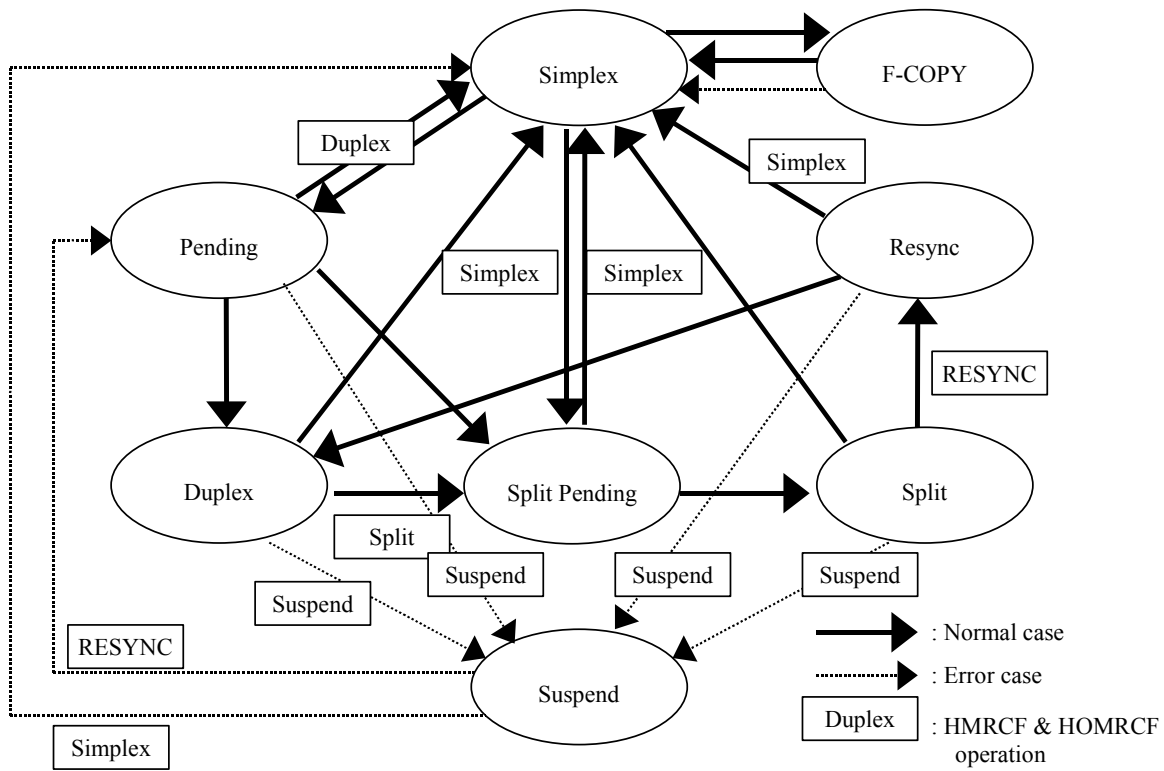 Simplex
F-COPY
Duplex
Simplex
Pending
Resync
Simplex
Simplex
RESYNC
Duplex
Split Pending
Split
Split
Suspend
Suspend
Suspend
Suspend
: Normal case
RESYNC
: Error case
Suspend
Duplex
: HMRCF & HOMRCF
operation
Simplex